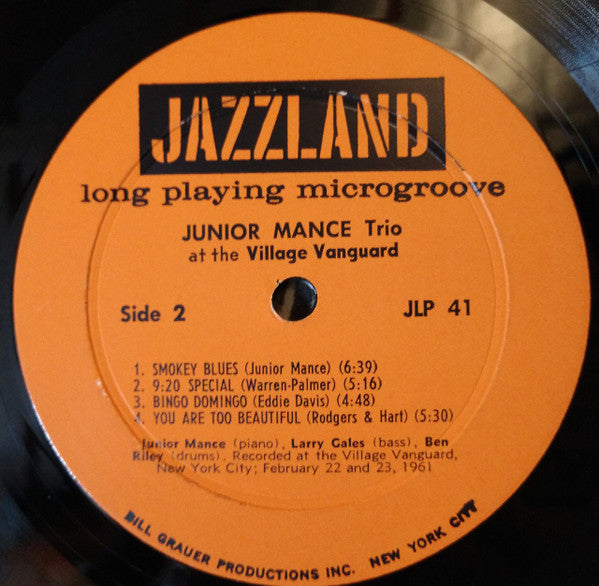 JAZZLAND
long playing microgroove
JUNIOR MANCE Trio
at the Village Vanguard
Side 2
JLP 41
1. SMOKEY BLUES (Junior Mance) (6:39)
2. 9:20 SPECIAL (Warren-Palmer) (5:16)
3. BINGO DOMINGO (Eddie Davis) (4:48)
4. YOU ARE TOO BEAUTIFUL (Rodgers & Hart) (5:30)
Junior Mance (piano), Larry Gales (bass), Ben
Riley (drums). Recorded at the Village Vanguard,
New York City; February 22 and 23, 1961
BILL GRAUER PRODUCTIONS INC. NEW YORK CITY